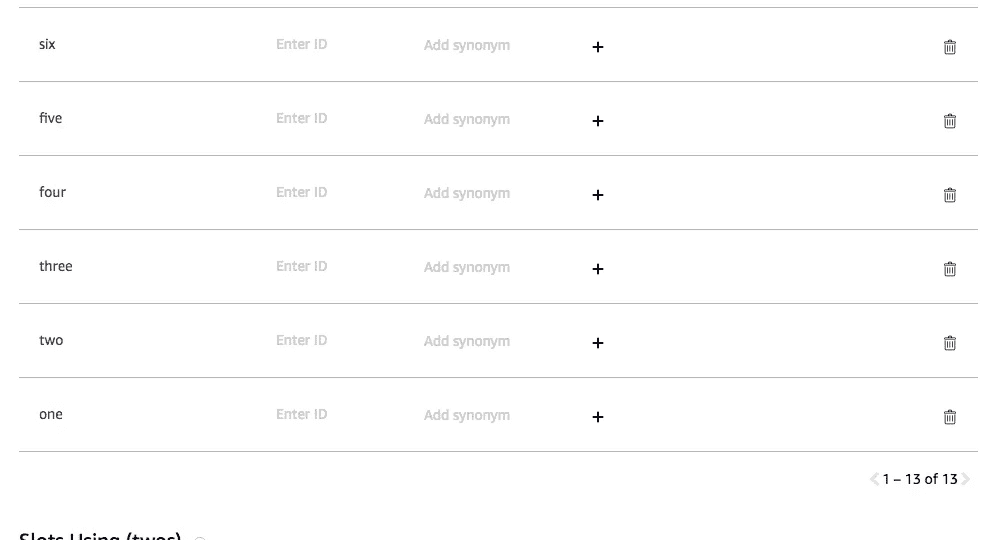 six Enter ID Add synonym +
five Enter ID Add synonym +
four Enter ID Add synonym +
three Enter ID Add synonym +
two Enter ID Add synonym +
one Enter ID Add synonym +
< 1 – 13 of 13 >
Slots Using (twos)